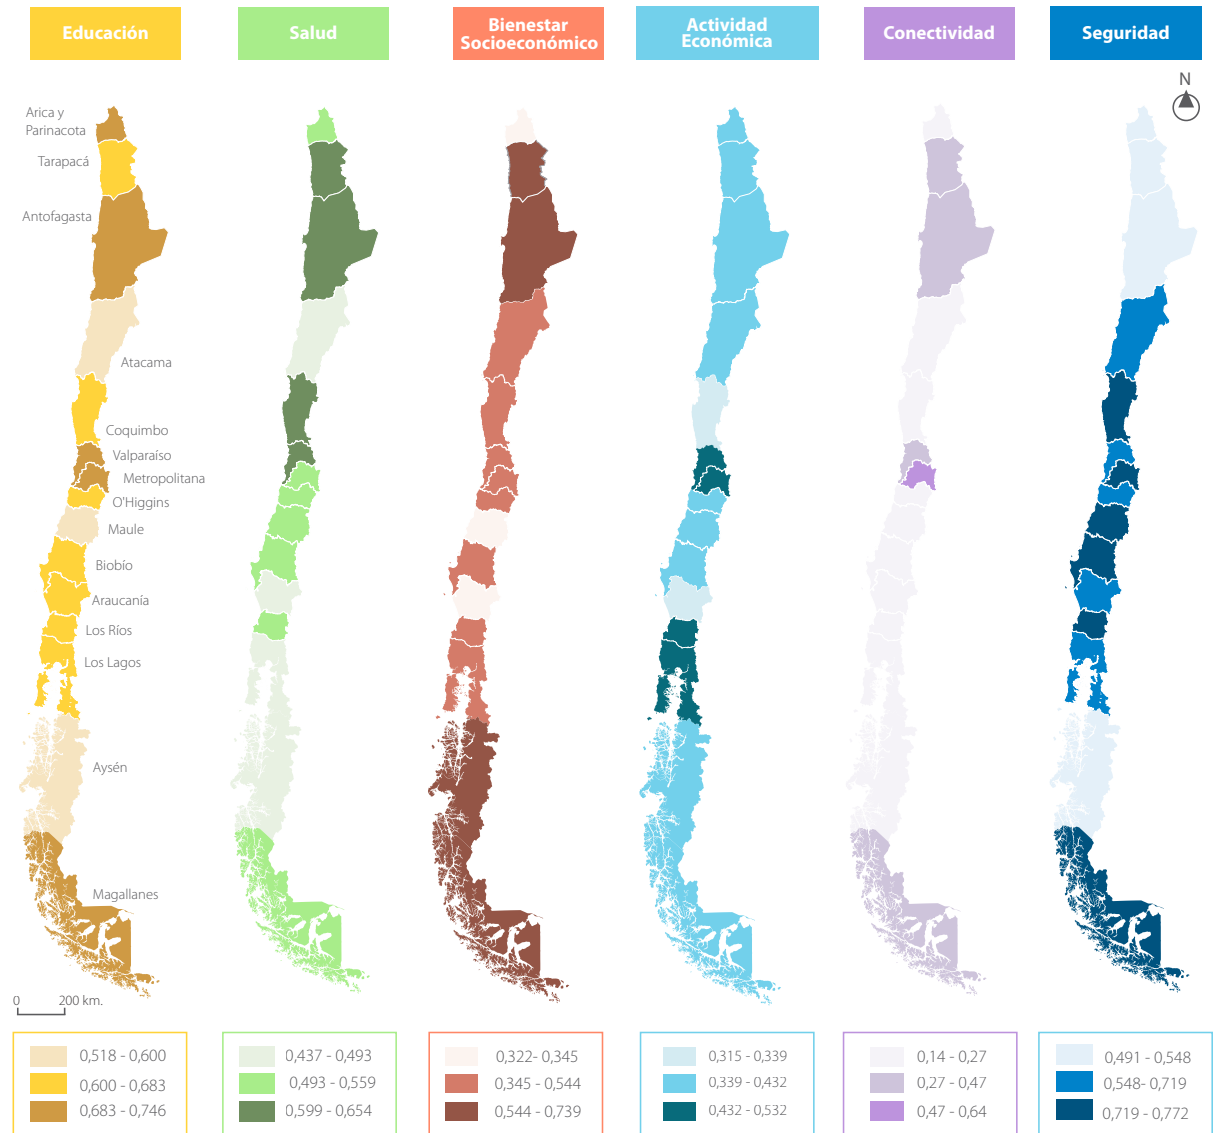 Educación
Salud
Bienestar
Socioeconómico
Actividad
Económica
Conectividad
Seguridad
N
Arica y
Parinacota
Tarapacá
Antofagasta
Atacama
Coquimbo
Valparaíso
Metropolitana
O'Higgins
Maule
Biobío
Araucanía
Los Ríos
Los Lagos
Aysén
Magallanes
0 200 km.
0,518 - 0,600
0,600 - 0,683
0,683 - 0,746
0,437 - 0,493
0,493 - 0,559
0,599 - 0,654
0,322- 0,345
0,345 - 0,544
0,544 - 0,739
0,315 - 0,339
0,339 - 0,432
0,432 - 0,532
0,14 - 0,27
0,27 - 0,47
0,47 - 0,64
0,491 - 0,548
0,548- 0,719
0,719 - 0,772